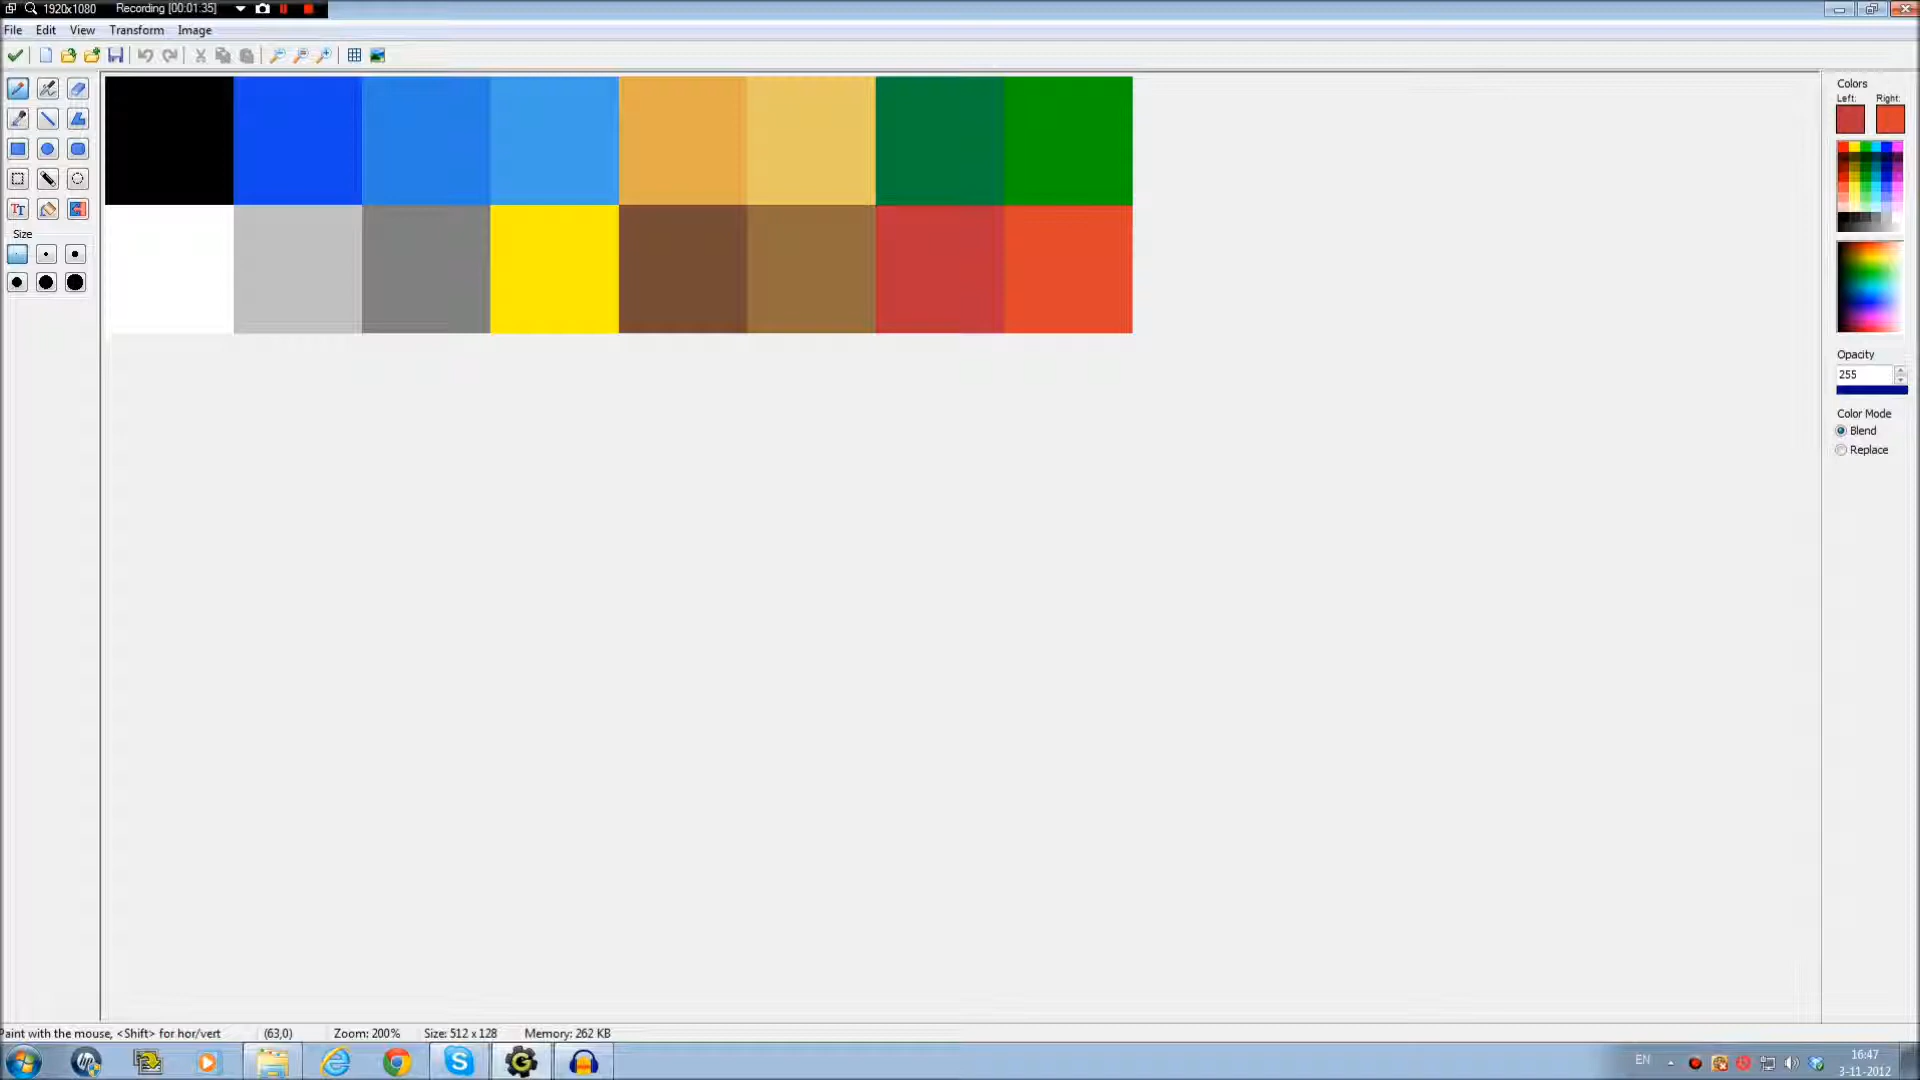 1920x1080 Recording [00:01:35]
File Edit View Transform Image
Colors
Left: Right:
TT
Size
Opacity
255
Color Mode
Blend
Replace
Paint with the mouse, <Shift> for hor/vert (63,0) Zoom: 200% Size: 512 x 128 Memory: 262 KB
EN 16:47
3-11-2012